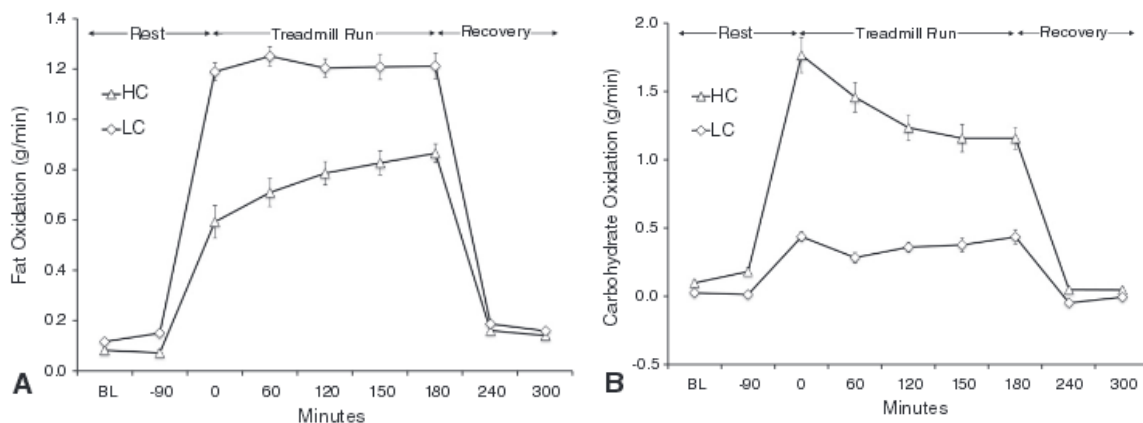 1.4
Rest
Treadmill Run
Recovery
1.2
HC
LC
1.0
0.8
0.6
0.4
0.2
0.0
Fat Oxidation (g/min)
BL -90 0 60 120 150 180 240 300
A
Minutes
2.0
Rest
Treadmill Run
Recovery
1.5
HC
LC
1.0
0.5
0.0
-0.5
Carbohydrate Oxidation (g/min)
BL -90 0 60 120 150 180 240 300
B
Minutes